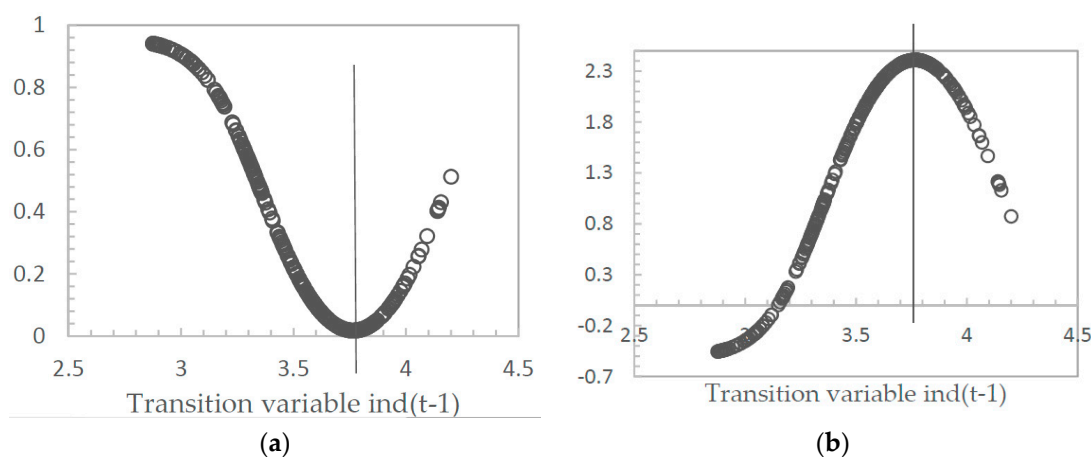 1
0.8
0.6
0.4
0.2
0
2.5 3 3.5 4 4.5
Transition variable ind(t-1)
(a)
2.3
1.8
1.3
0.8
0.3
-0.2
-0.7
2.5 3 3.5 4 4.5
Transition variable ind(t-1)
(b)